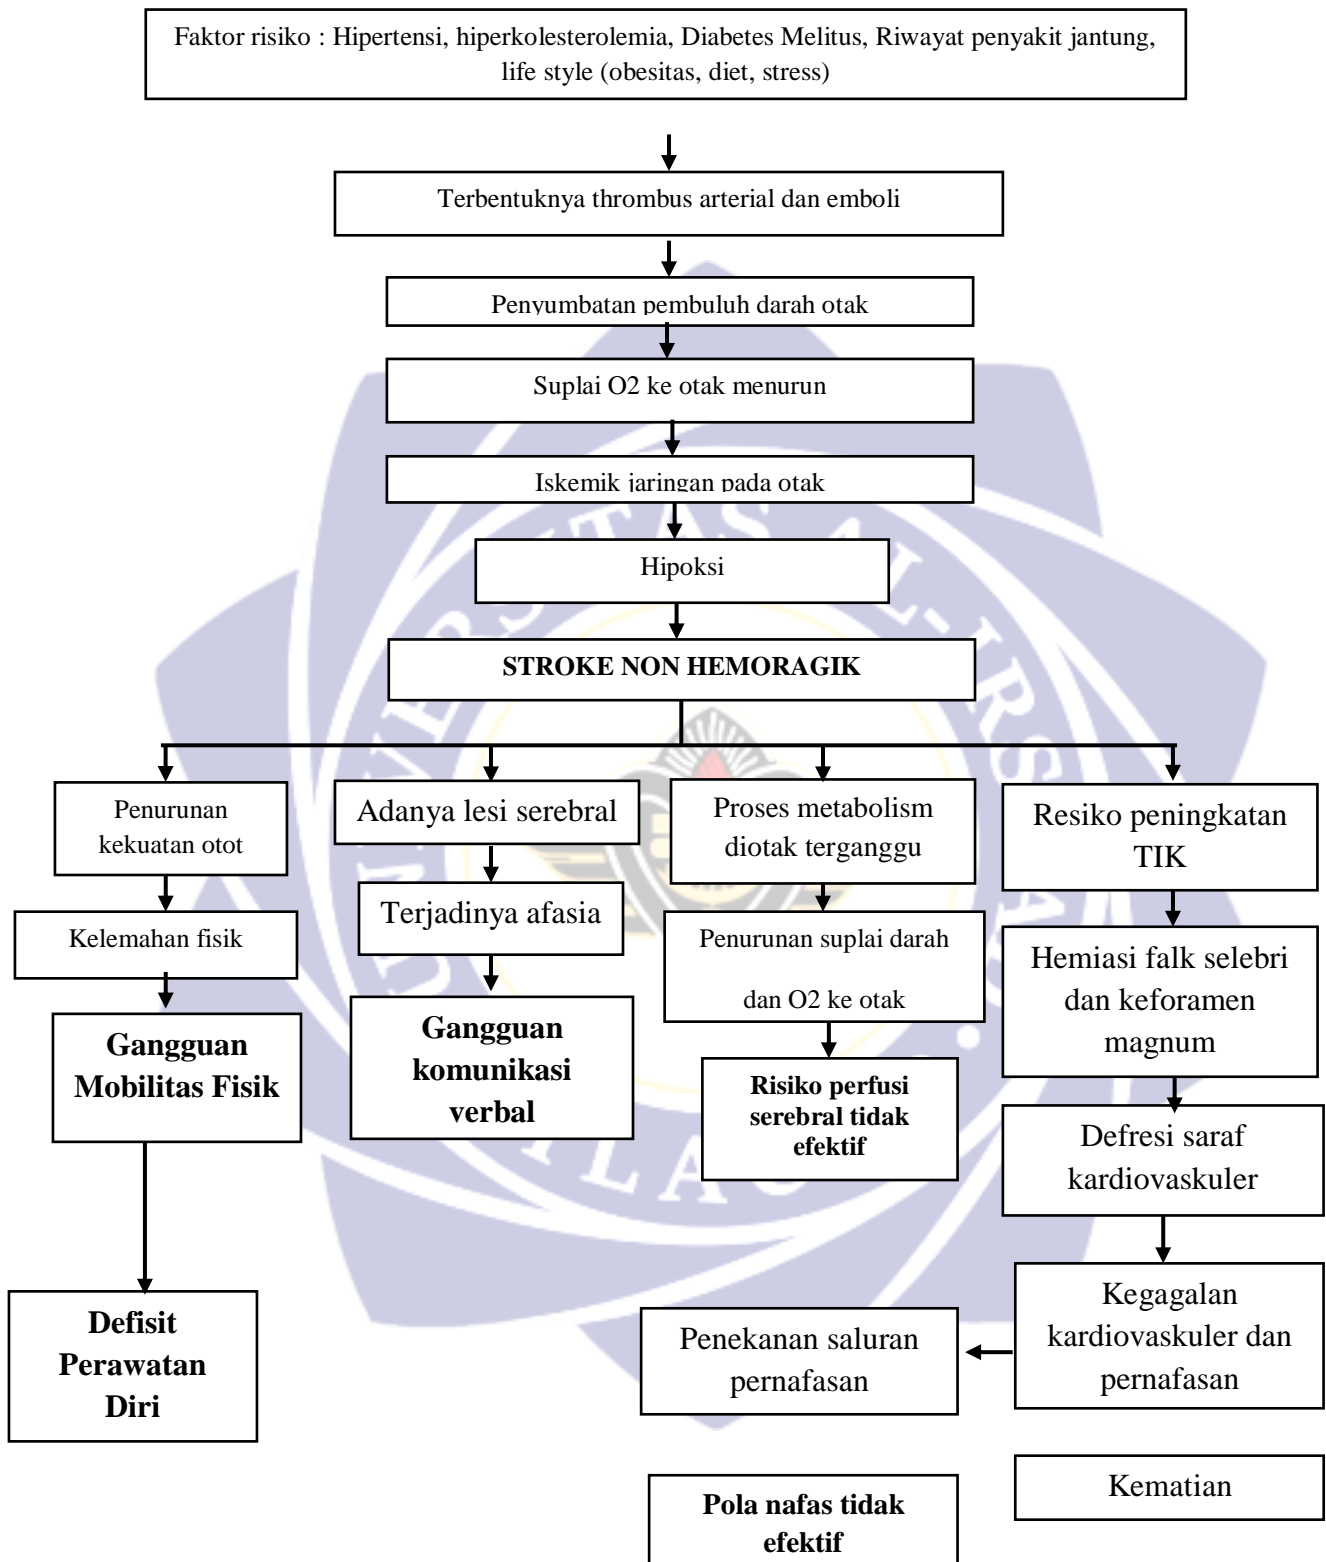 Faktor risiko : Hipertensi, hiperkolesterolemia, Diabetes Melitus, Riwayat penyakit jantung,
life style (obesitas, diet, stress)
Terbentuknya thrombus arterial dan emboli
Penyumbatan pembuluh darah otak
Suplai O2 ke otak menurun
Iskemik jaringan pada otak
Hipoksi
STROKE NON HEMORAGIK
Penurunan
kekuatan otot
Kelemahan fisik
Gangguan
Mobilitas Fisik
Defisit
Perawatan
Diri
Adanya lesi serebral
Terjadinya afasia
Gangguan
komunikasi
verbal
Proses metabolism
diotak terganggu
Penurunan suplai darah
dan O2 ke otak
Risiko perfusi
serebral tidak
efektif
Resiko peningkatan
TIK
Hemiasi falk selebri
dan keforamen
magnum
Defresi saraf
kardiovaskuler
Kegagalan
kardiovaskuler dan
pernafasan
Penekanan saluran
pernafasan
Kematian
Pola nafas tidak
efektif
UNIVERSITAS AL-IRSYAD
CILACAP